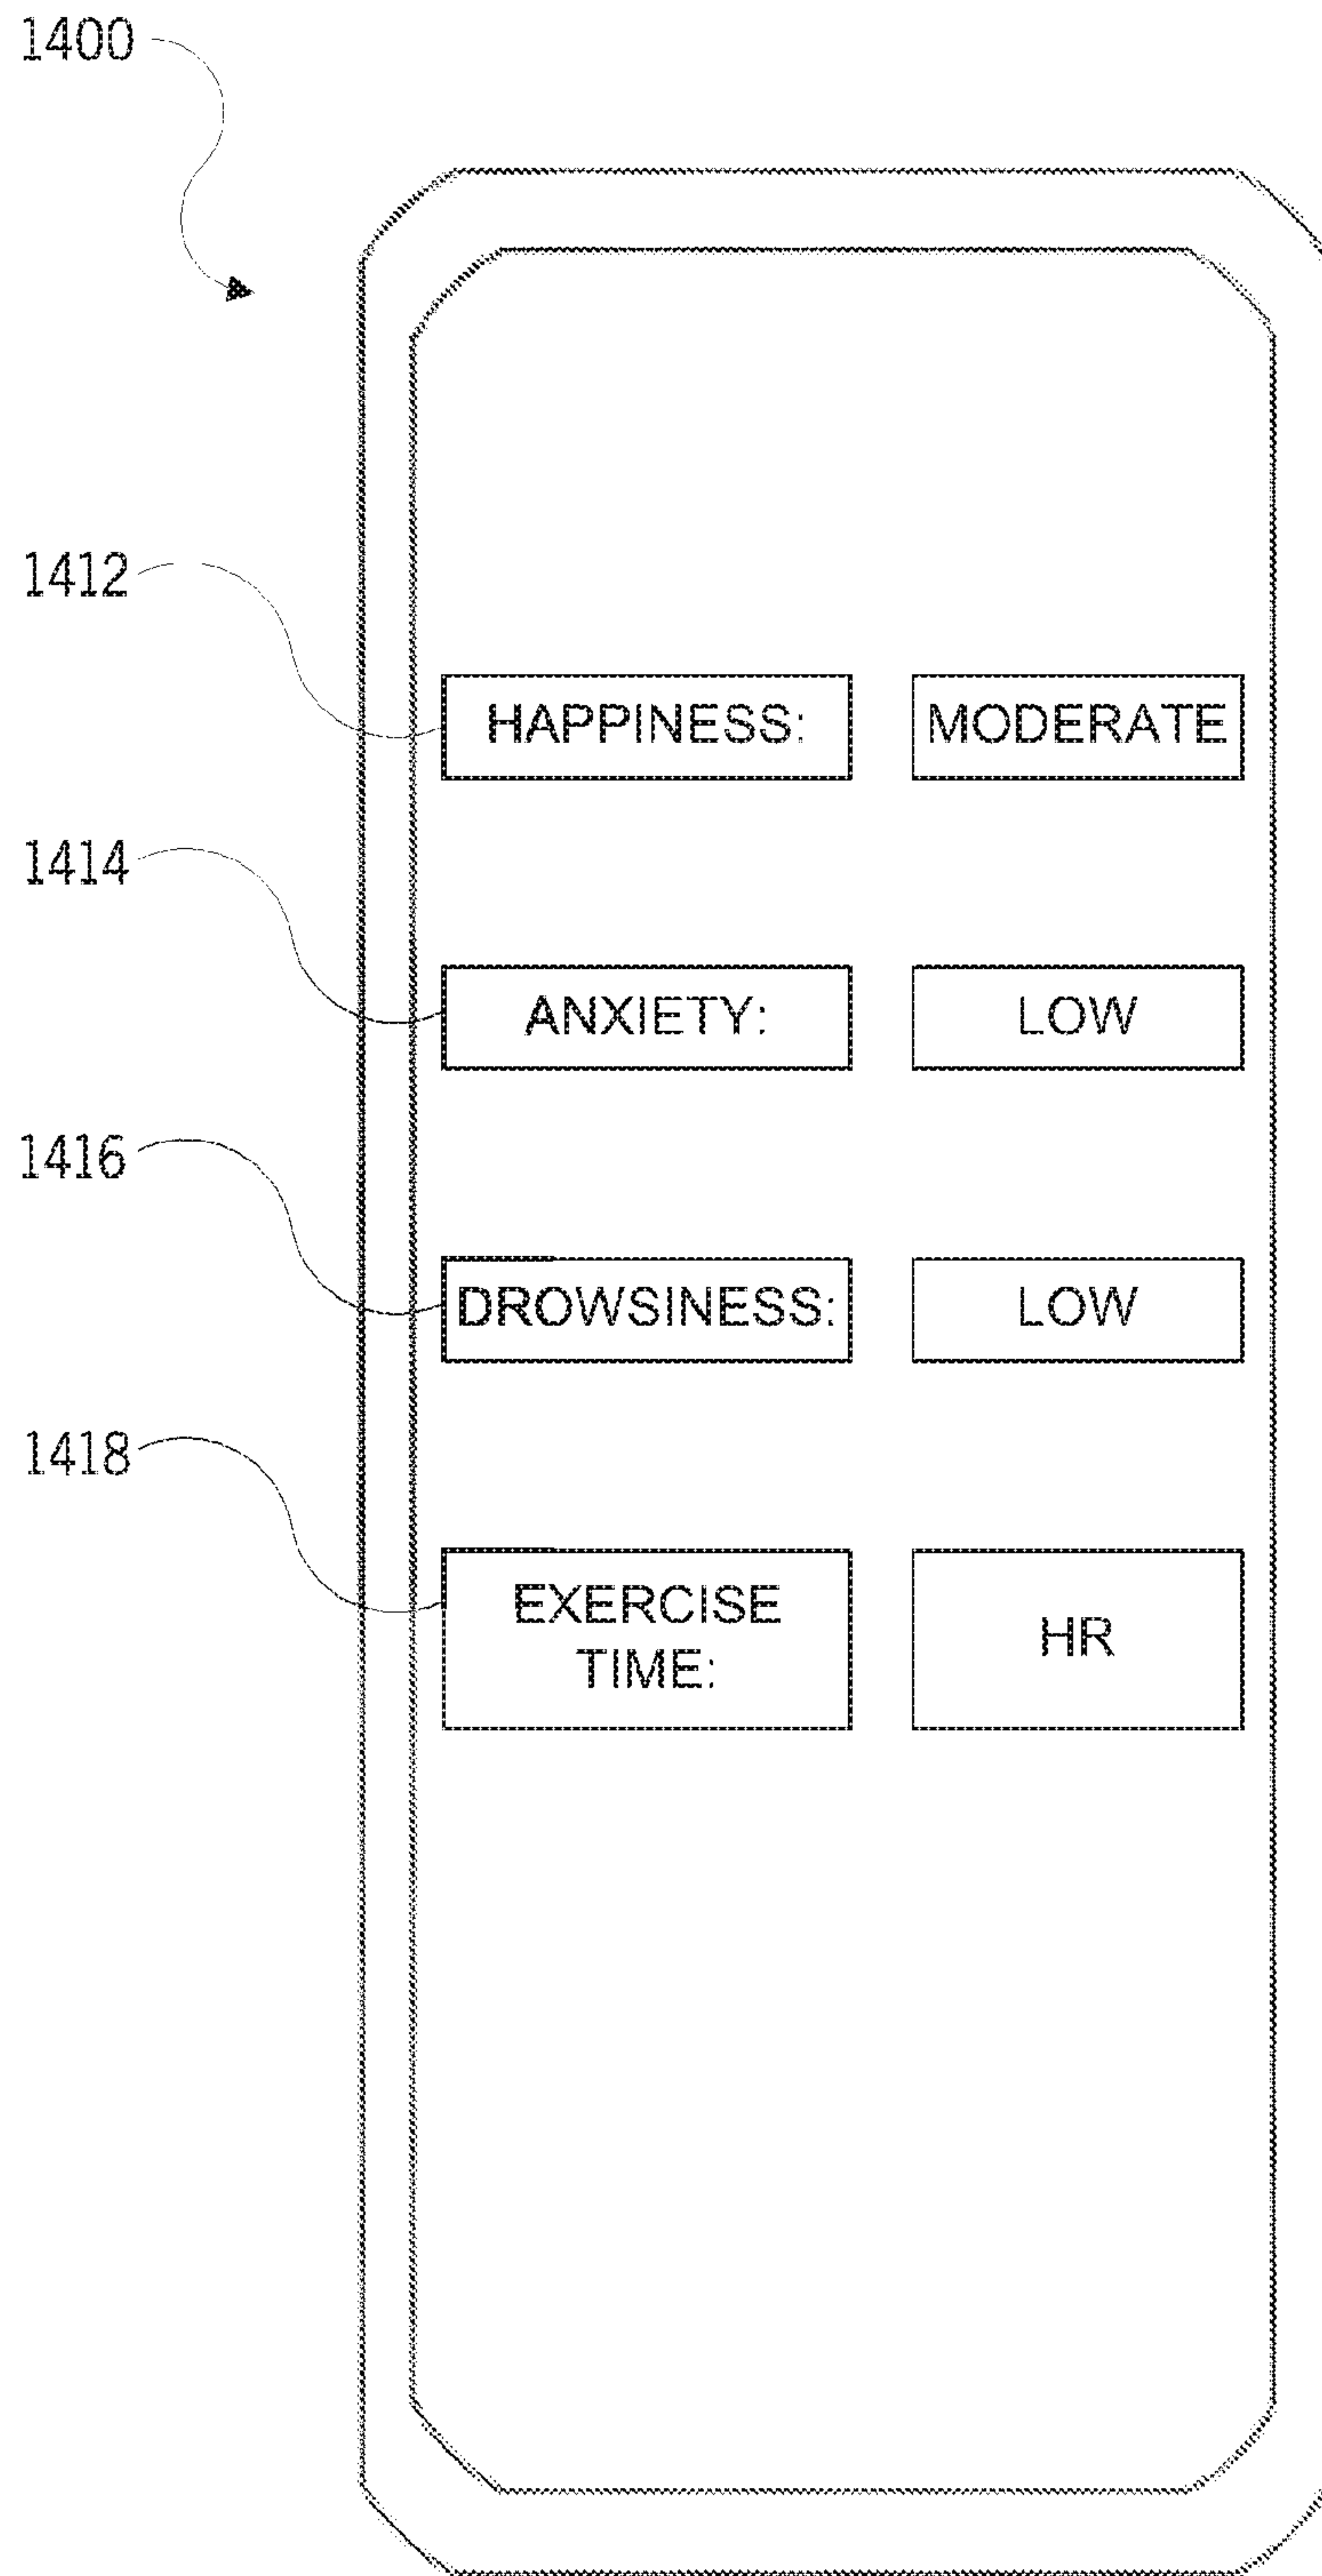 1400
1412
HAPPINESS: MODERATE
1414
ANXIETY: LOW
1416
DROWSINESS: LOW
1418
EXERCISE
TIME:
HR